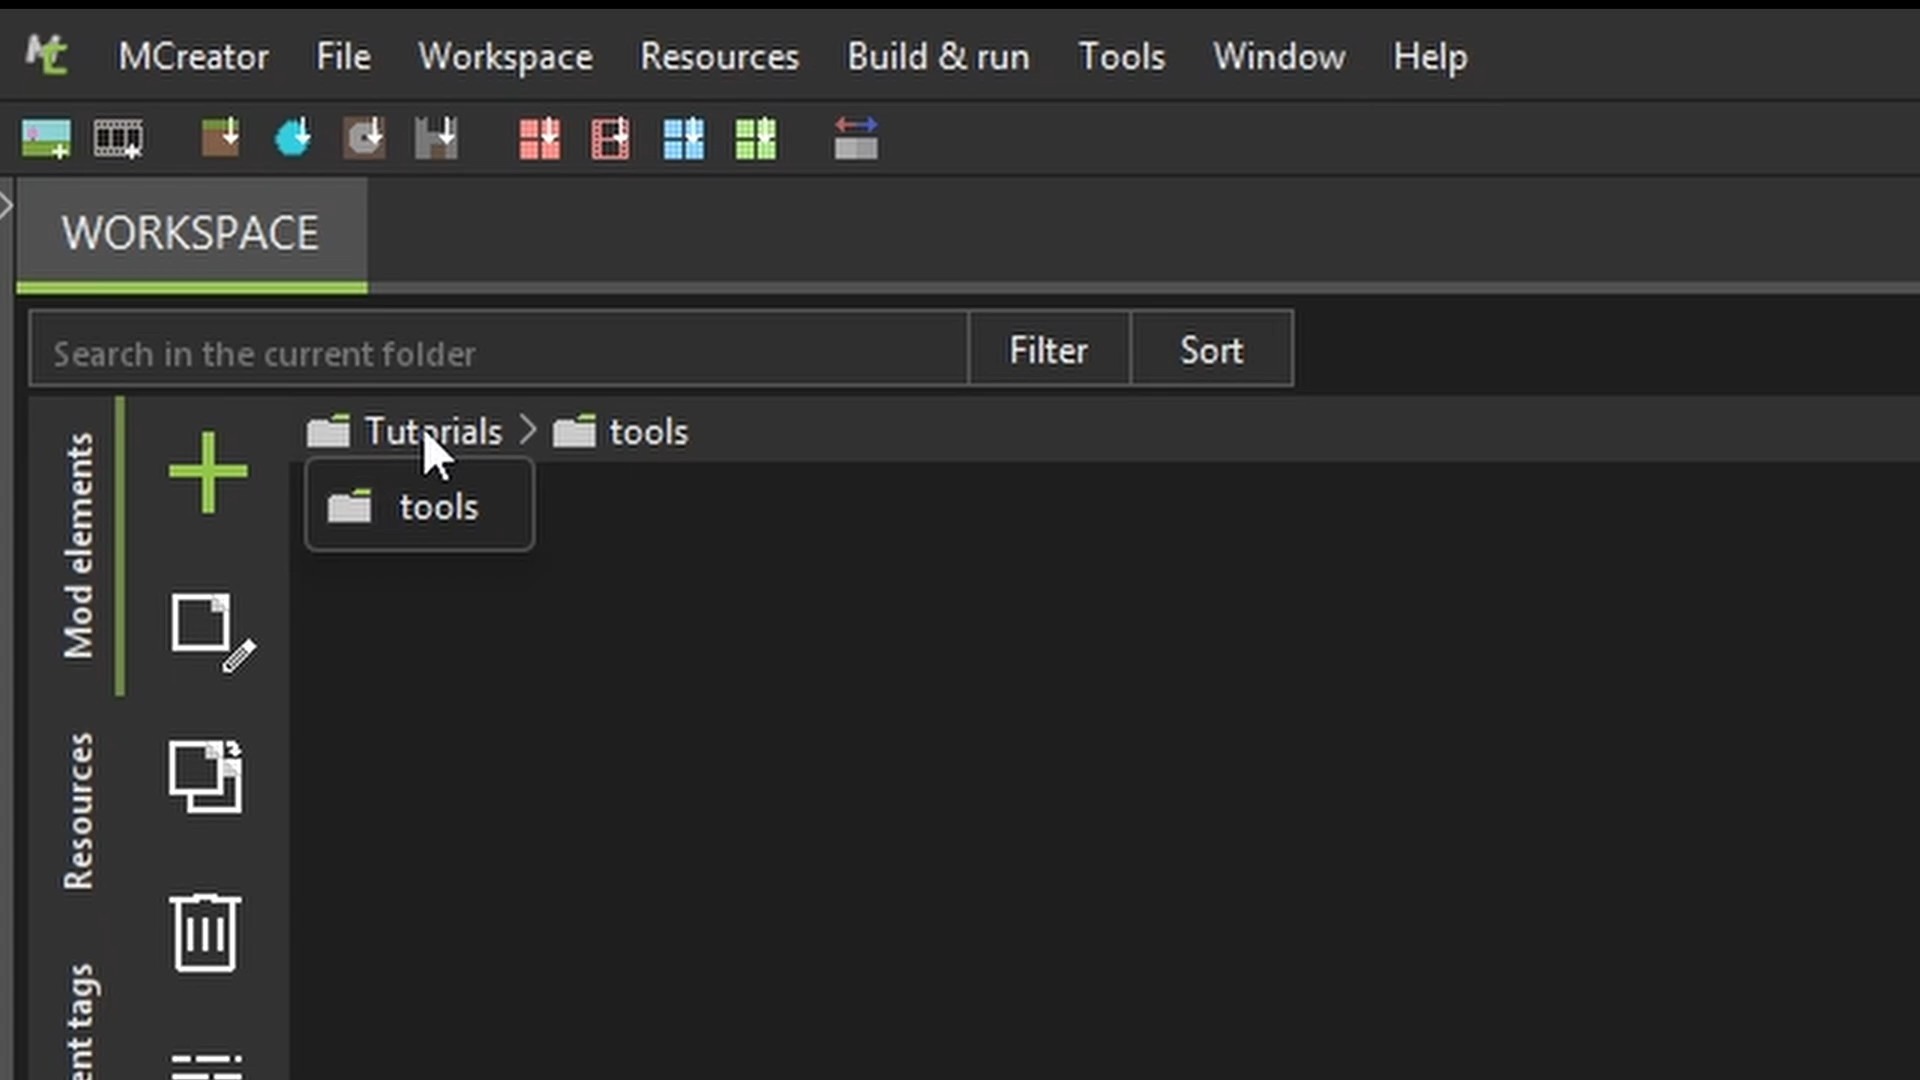 MCreator File Workspace Resources Build & run Tools Window Help
WORKSPACE
Search in the current folder Filter Sort
Tutorials > tools
tools
Mod elements
Resources
ent tags